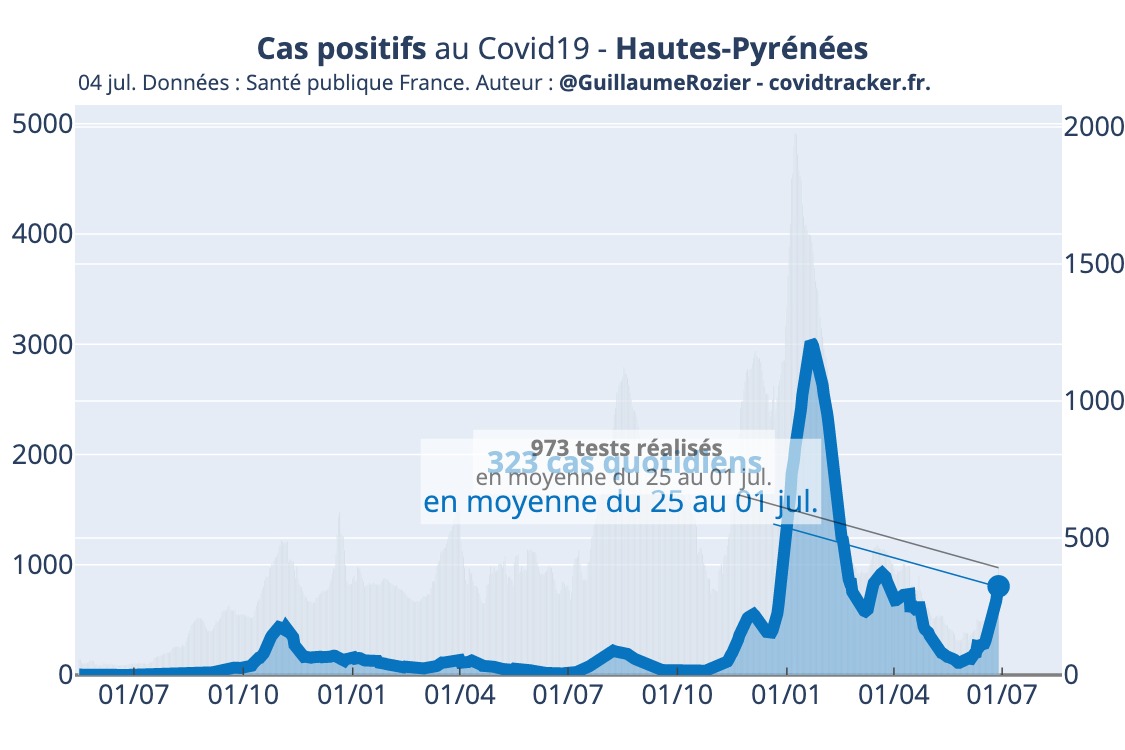 Cas positifs au Covid19 - Hautes-Pyrénées
04 jul. Données : Santé publique France. Auteur : @GuillaumeRozier - covidtracker.fr.
5000
4000
3000
2000
1000
0
2000
1500
1000
500
0
973 tests réalisés
en moyenne du 25 au 01 jul.
323 cas quotidiens
en moyenne du 25 au 01 jul.
01/07 01/10 01/01 01/04 01/07 01/10 01/01 01/04 01/07